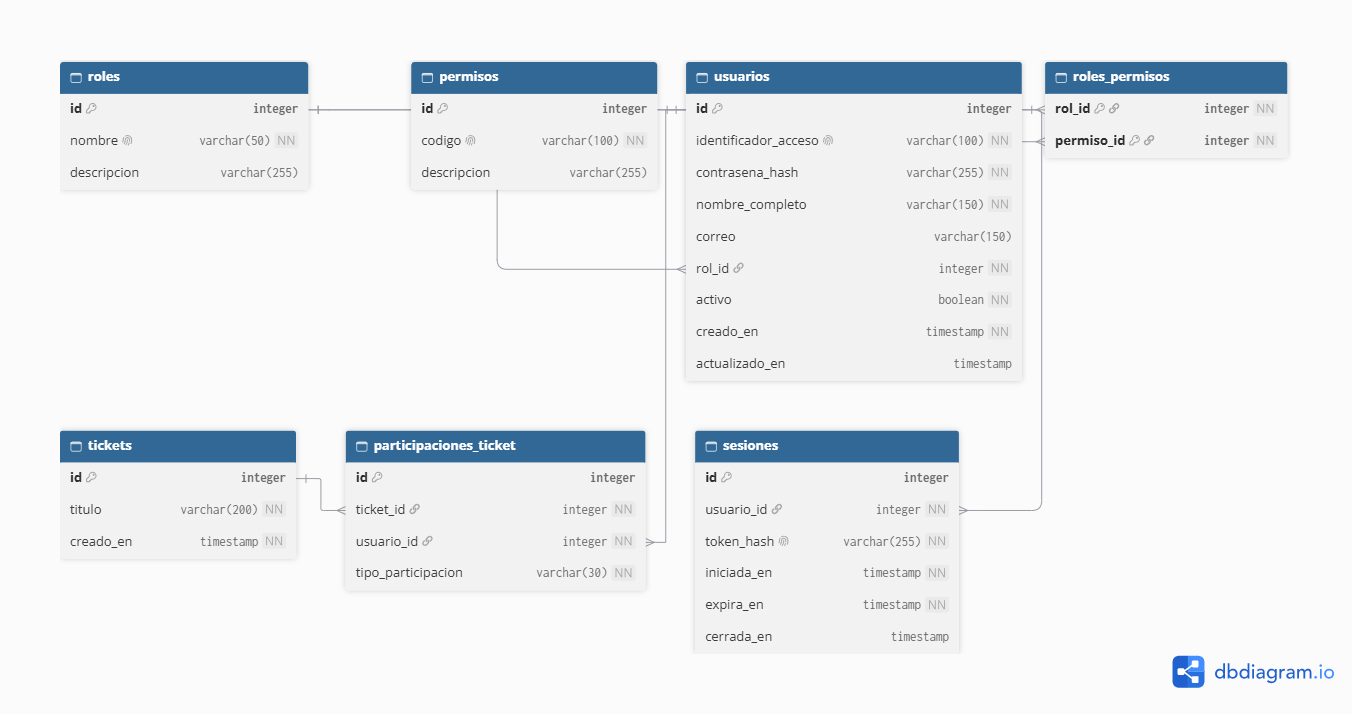 roles
id integer
nombre varchar(50) NN
descripcion varchar(255)
permisos
id integer
codigo varchar(100) NN
descripcion varchar(255)
usuarios
id integer
identificador_acceso varchar(100) NN
contrasena_hash varchar(255) NN
nombre_completo varchar(150) NN
correo varchar(150)
rol_id integer NN
activo boolean NN
creado_en timestamp NN
actualizado_en timestamp
roles_permisos
rol_id integer NN
permiso_id integer NN
tickets
id integer
titulo varchar(200) NN
creado_en timestamp NN
participaciones_ticket
id integer
ticket_id integer NN
usuario_id integer NN
tipo_participacion varchar(30) NN
sesiones
id integer
usuario_id integer NN
token_hash varchar(255) NN
iniciada_en timestamp NN
expira_en timestamp NN
cerrada_en timestamp
dbdiagram.io